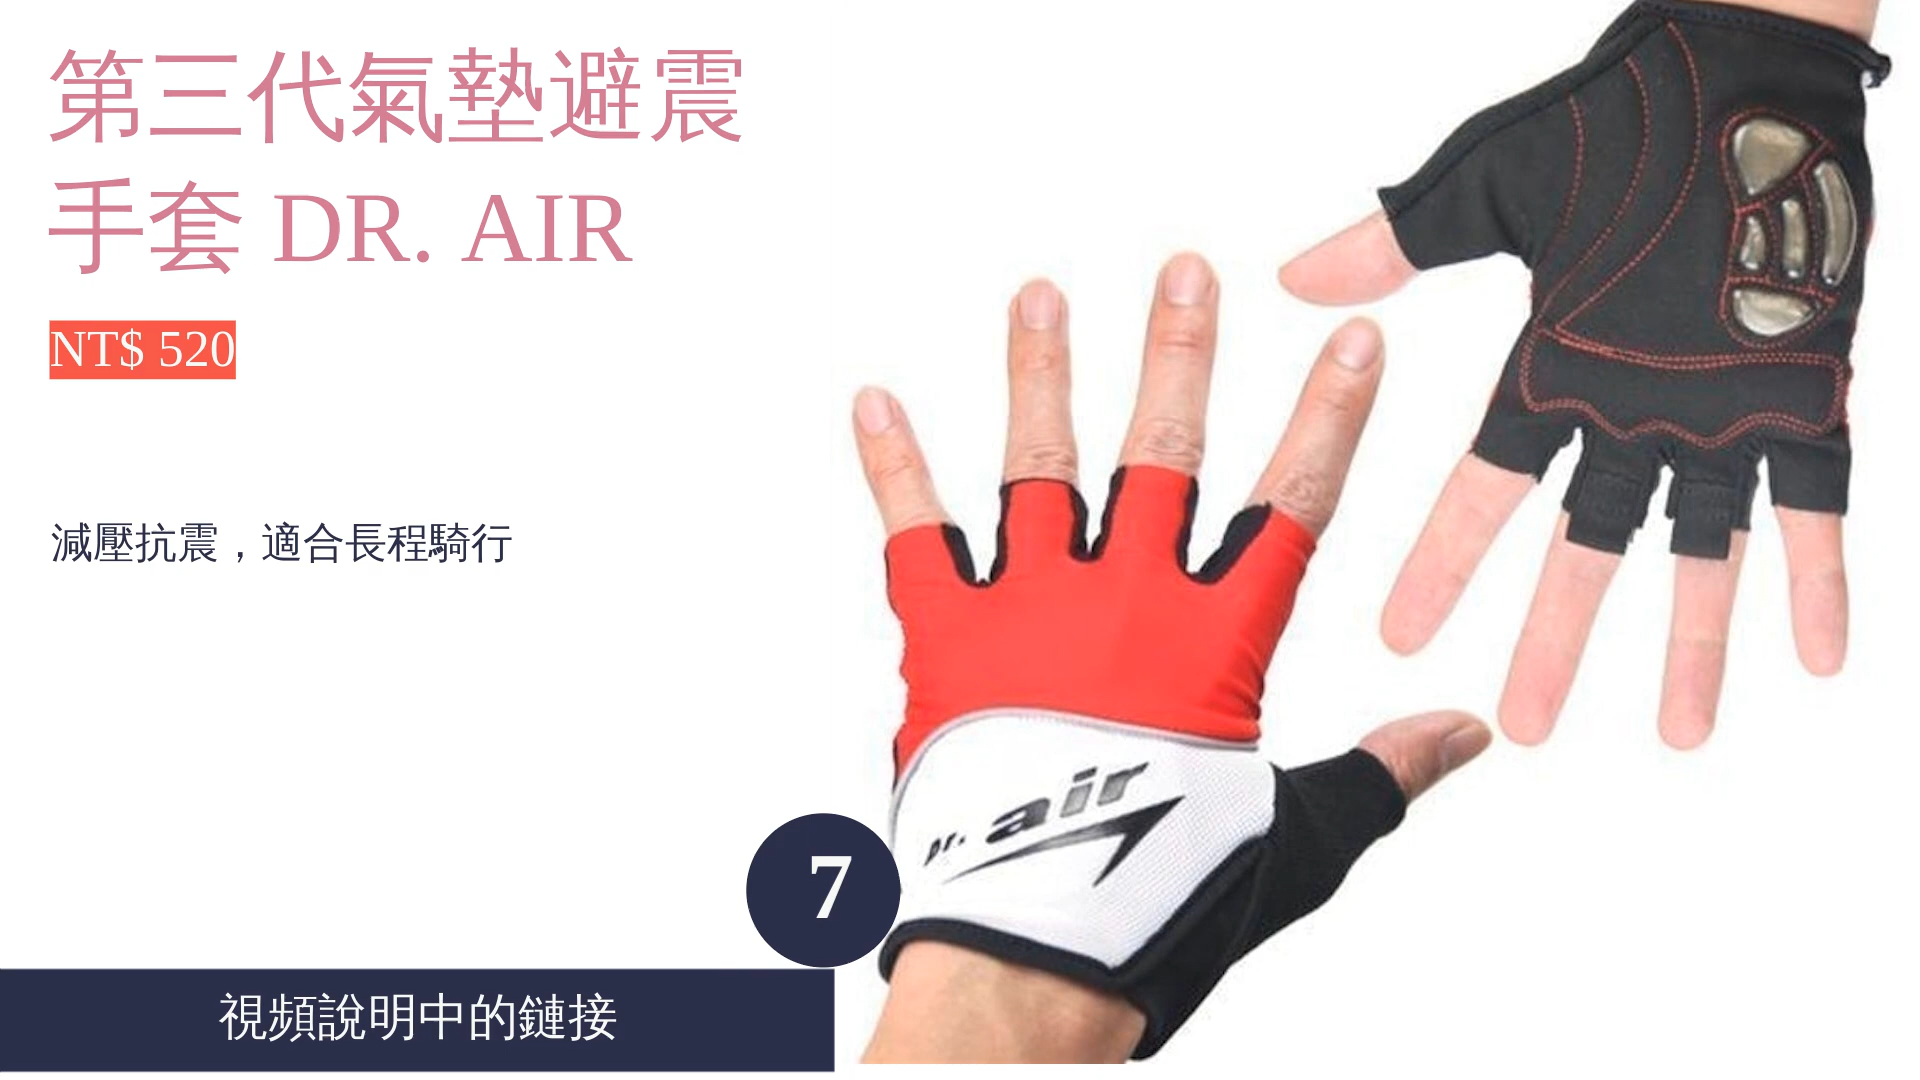 第三代氣墊避震
手套 DR. AIR
NT$ 520
減壓抗震，適合長程騎行
Dr. air
7
視頻說明中的鏈接